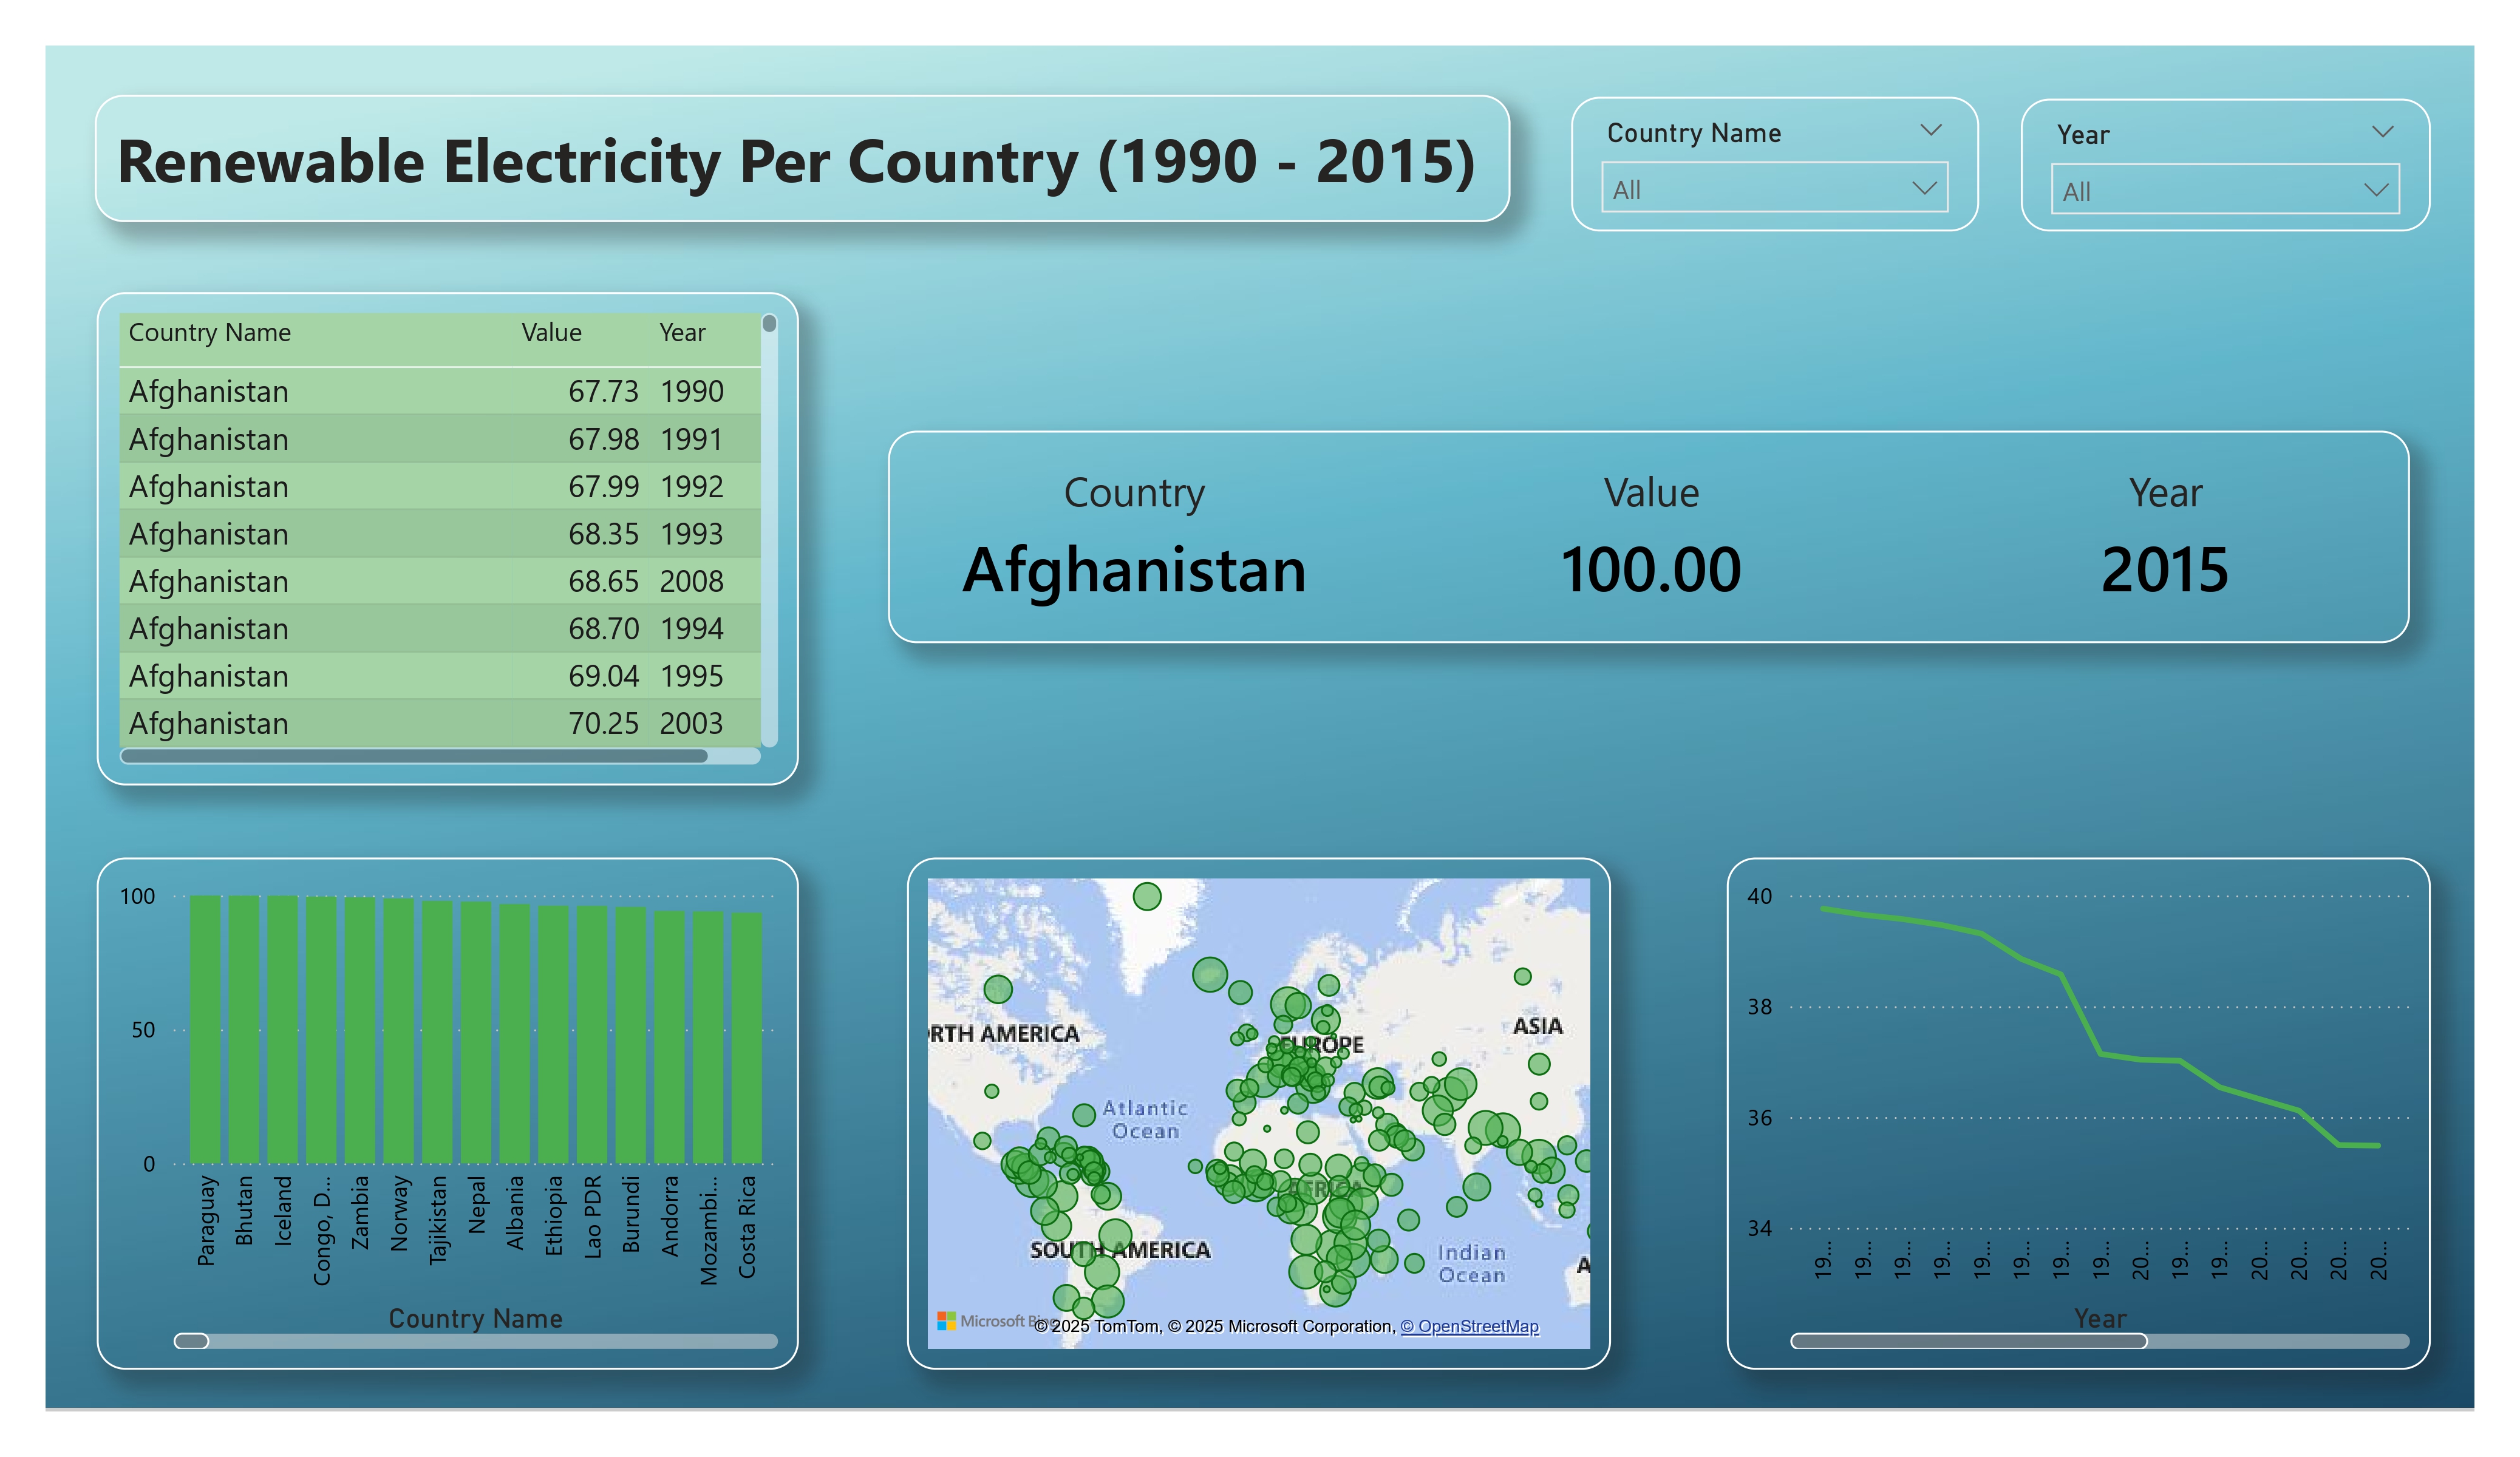 Renewable Electricity Per Country (1990 - 2015)
Country Name
All
Year
All
Country Name Value Year
Afghanistan 67.73 1990
Afghanistan 67.98 1991
Afghanistan 67.99 1992
Afghanistan 68.35 1993
Afghanistan 68.65 2008
Afghanistan 68.70 1994
Afghanistan 69.04 1995
Afghanistan 70.25 2003
Country Value Year
Afghanistan 100.00 2015
100
50
0
Paraguay
Bhutan
Iceland
Congo, D...
Zambia
Norway
Tajikistan
Nepal
Albania
Ethiopia
Lao PDR
Burundi
Andorra
Mozambi...
Costa Rica
Country Name
RTH AMERICA
EUROPE
ASIA
Atlantic
Ocean
AFRICA
SOUTH AMERICA
Indian
Ocean
A
Microsoft Bing
© 2025 TomTom, © 2025 Microsoft Corporation, © OpenStreetMap
40
38
36
34
19...
19...
19...
19...
19...
19...
19...
19...
20...
19...
19...
20...
20...
20...
20...
Year